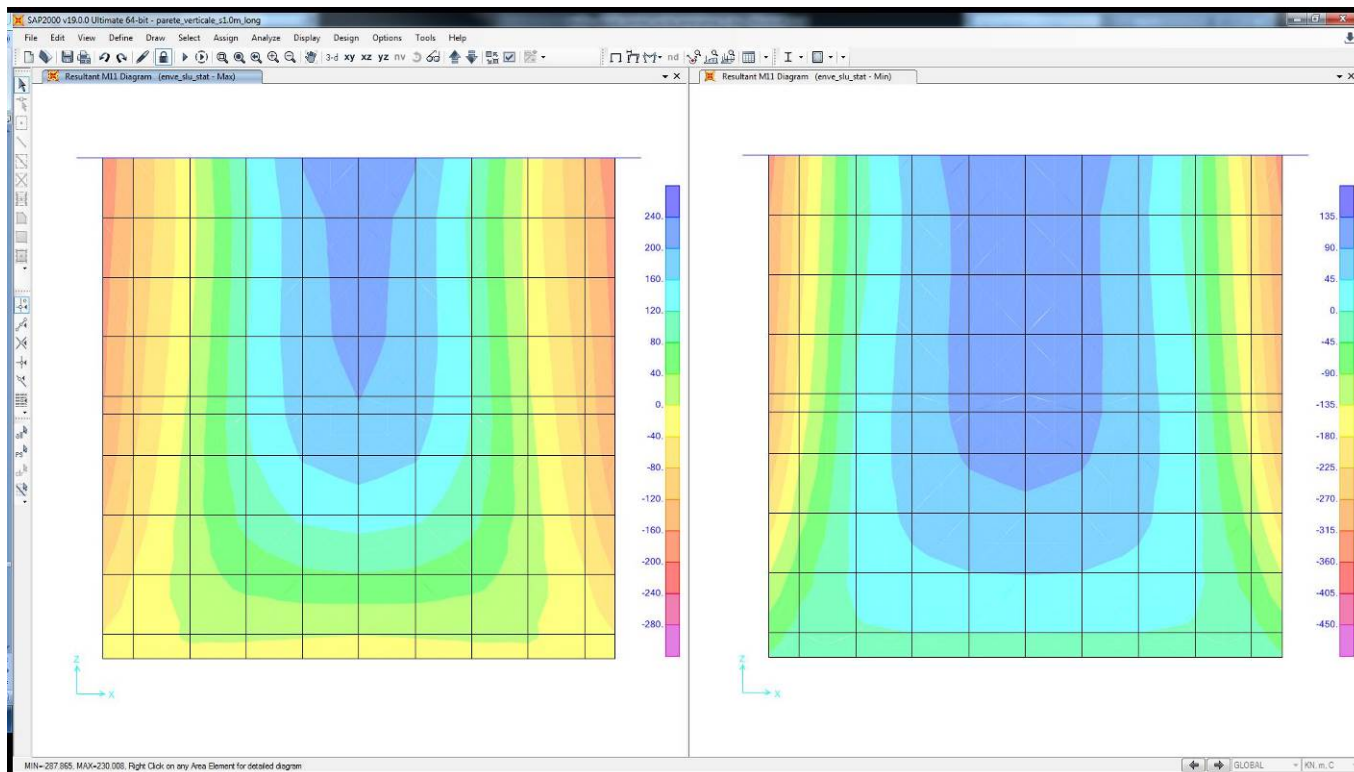 SAP2000 v19.0.0 Ultimate 64-bit - parete_verticale_s1.0m_long
File Edit View Define Draw Select Assign Analyze Display Design Options Tools Help
3-d xy xz yz nv nd
Resultant M11 Diagram (enve_slu_stat - Max)
Resultant M11 Diagram (enve_slu_stat - Min)
240.
200.
160.
120.
80.
40.
0.
-40.
-80.
-120.
-160.
-200.
-240.
-280.
Z
X
135.
90.
45.
0.
-45.
-90.
-135.
-180.
-225.
-270.
-315.
-360.
-405.
-450.
Z
X
MIN=-287.865, MAX=230.008, Right Click on any Area Element for detailed diagram
GLOBAL
KN, m, C